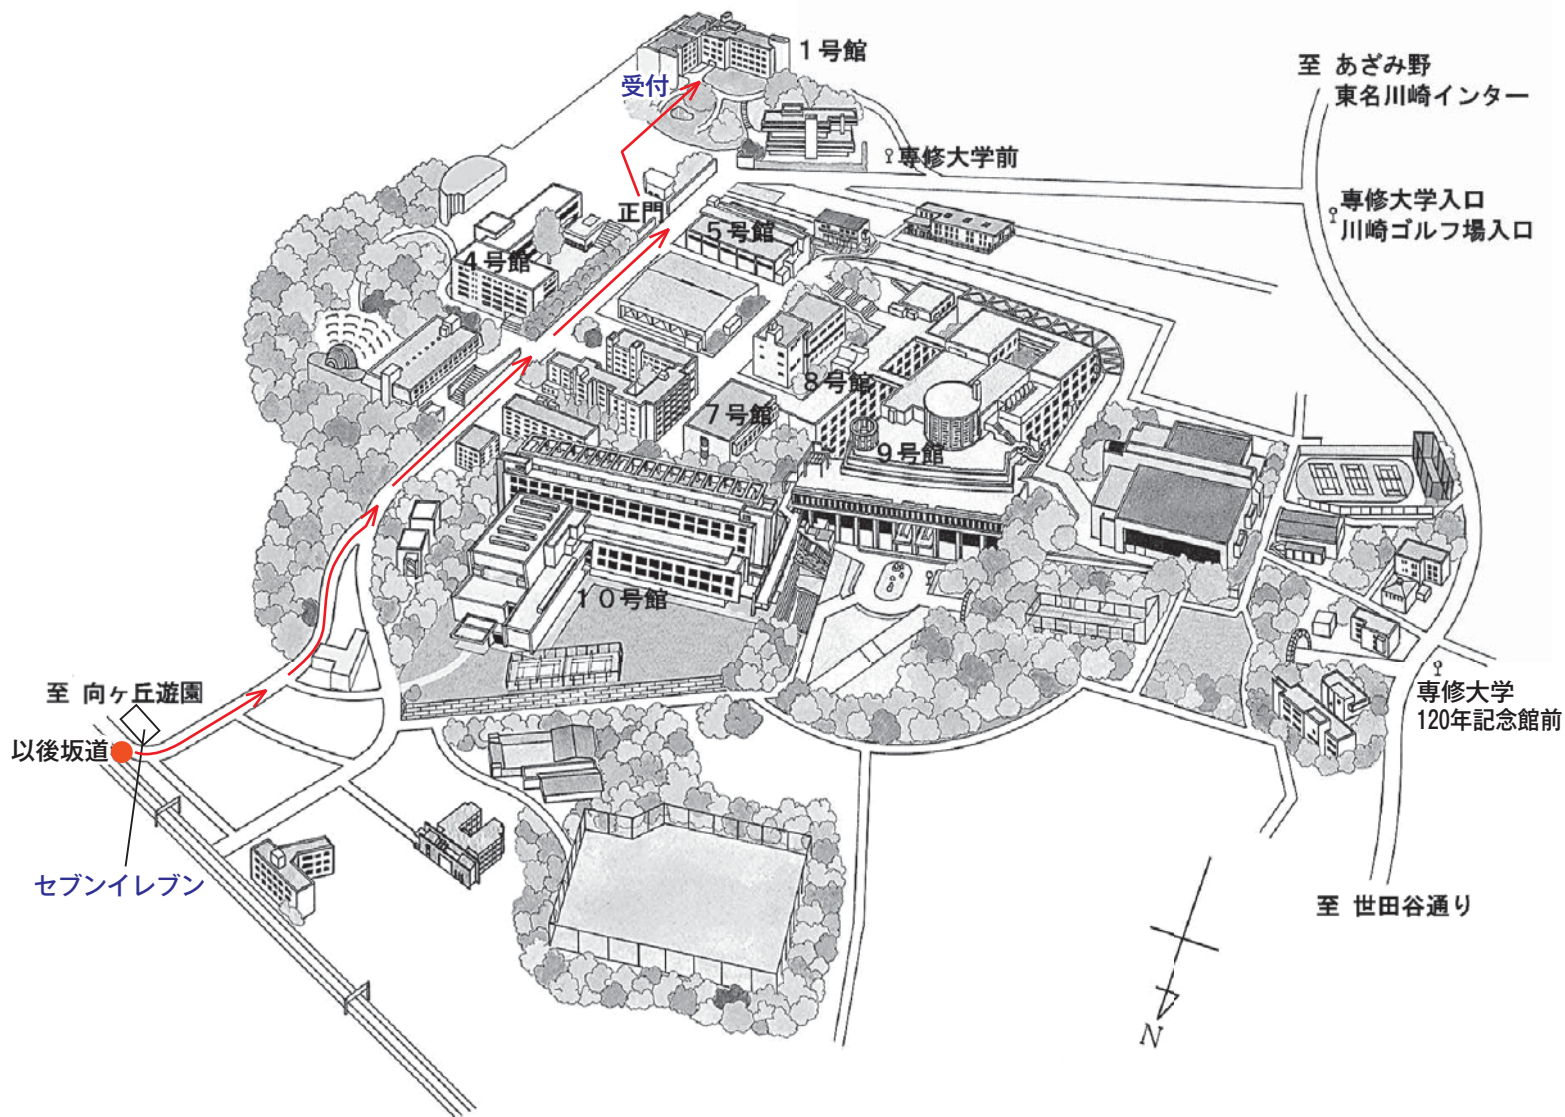 1号館
受付
至 あざみ野
東名川崎インター
専修大学前
専修大学入口
川崎ゴルフ場入口
正門
5号館
4号館
8号館
7号館
9号館
10号館
至 向ヶ丘遊園
以後坂道
専修大学
120年記念館前
セブンイレブン
至 世田谷通り
N